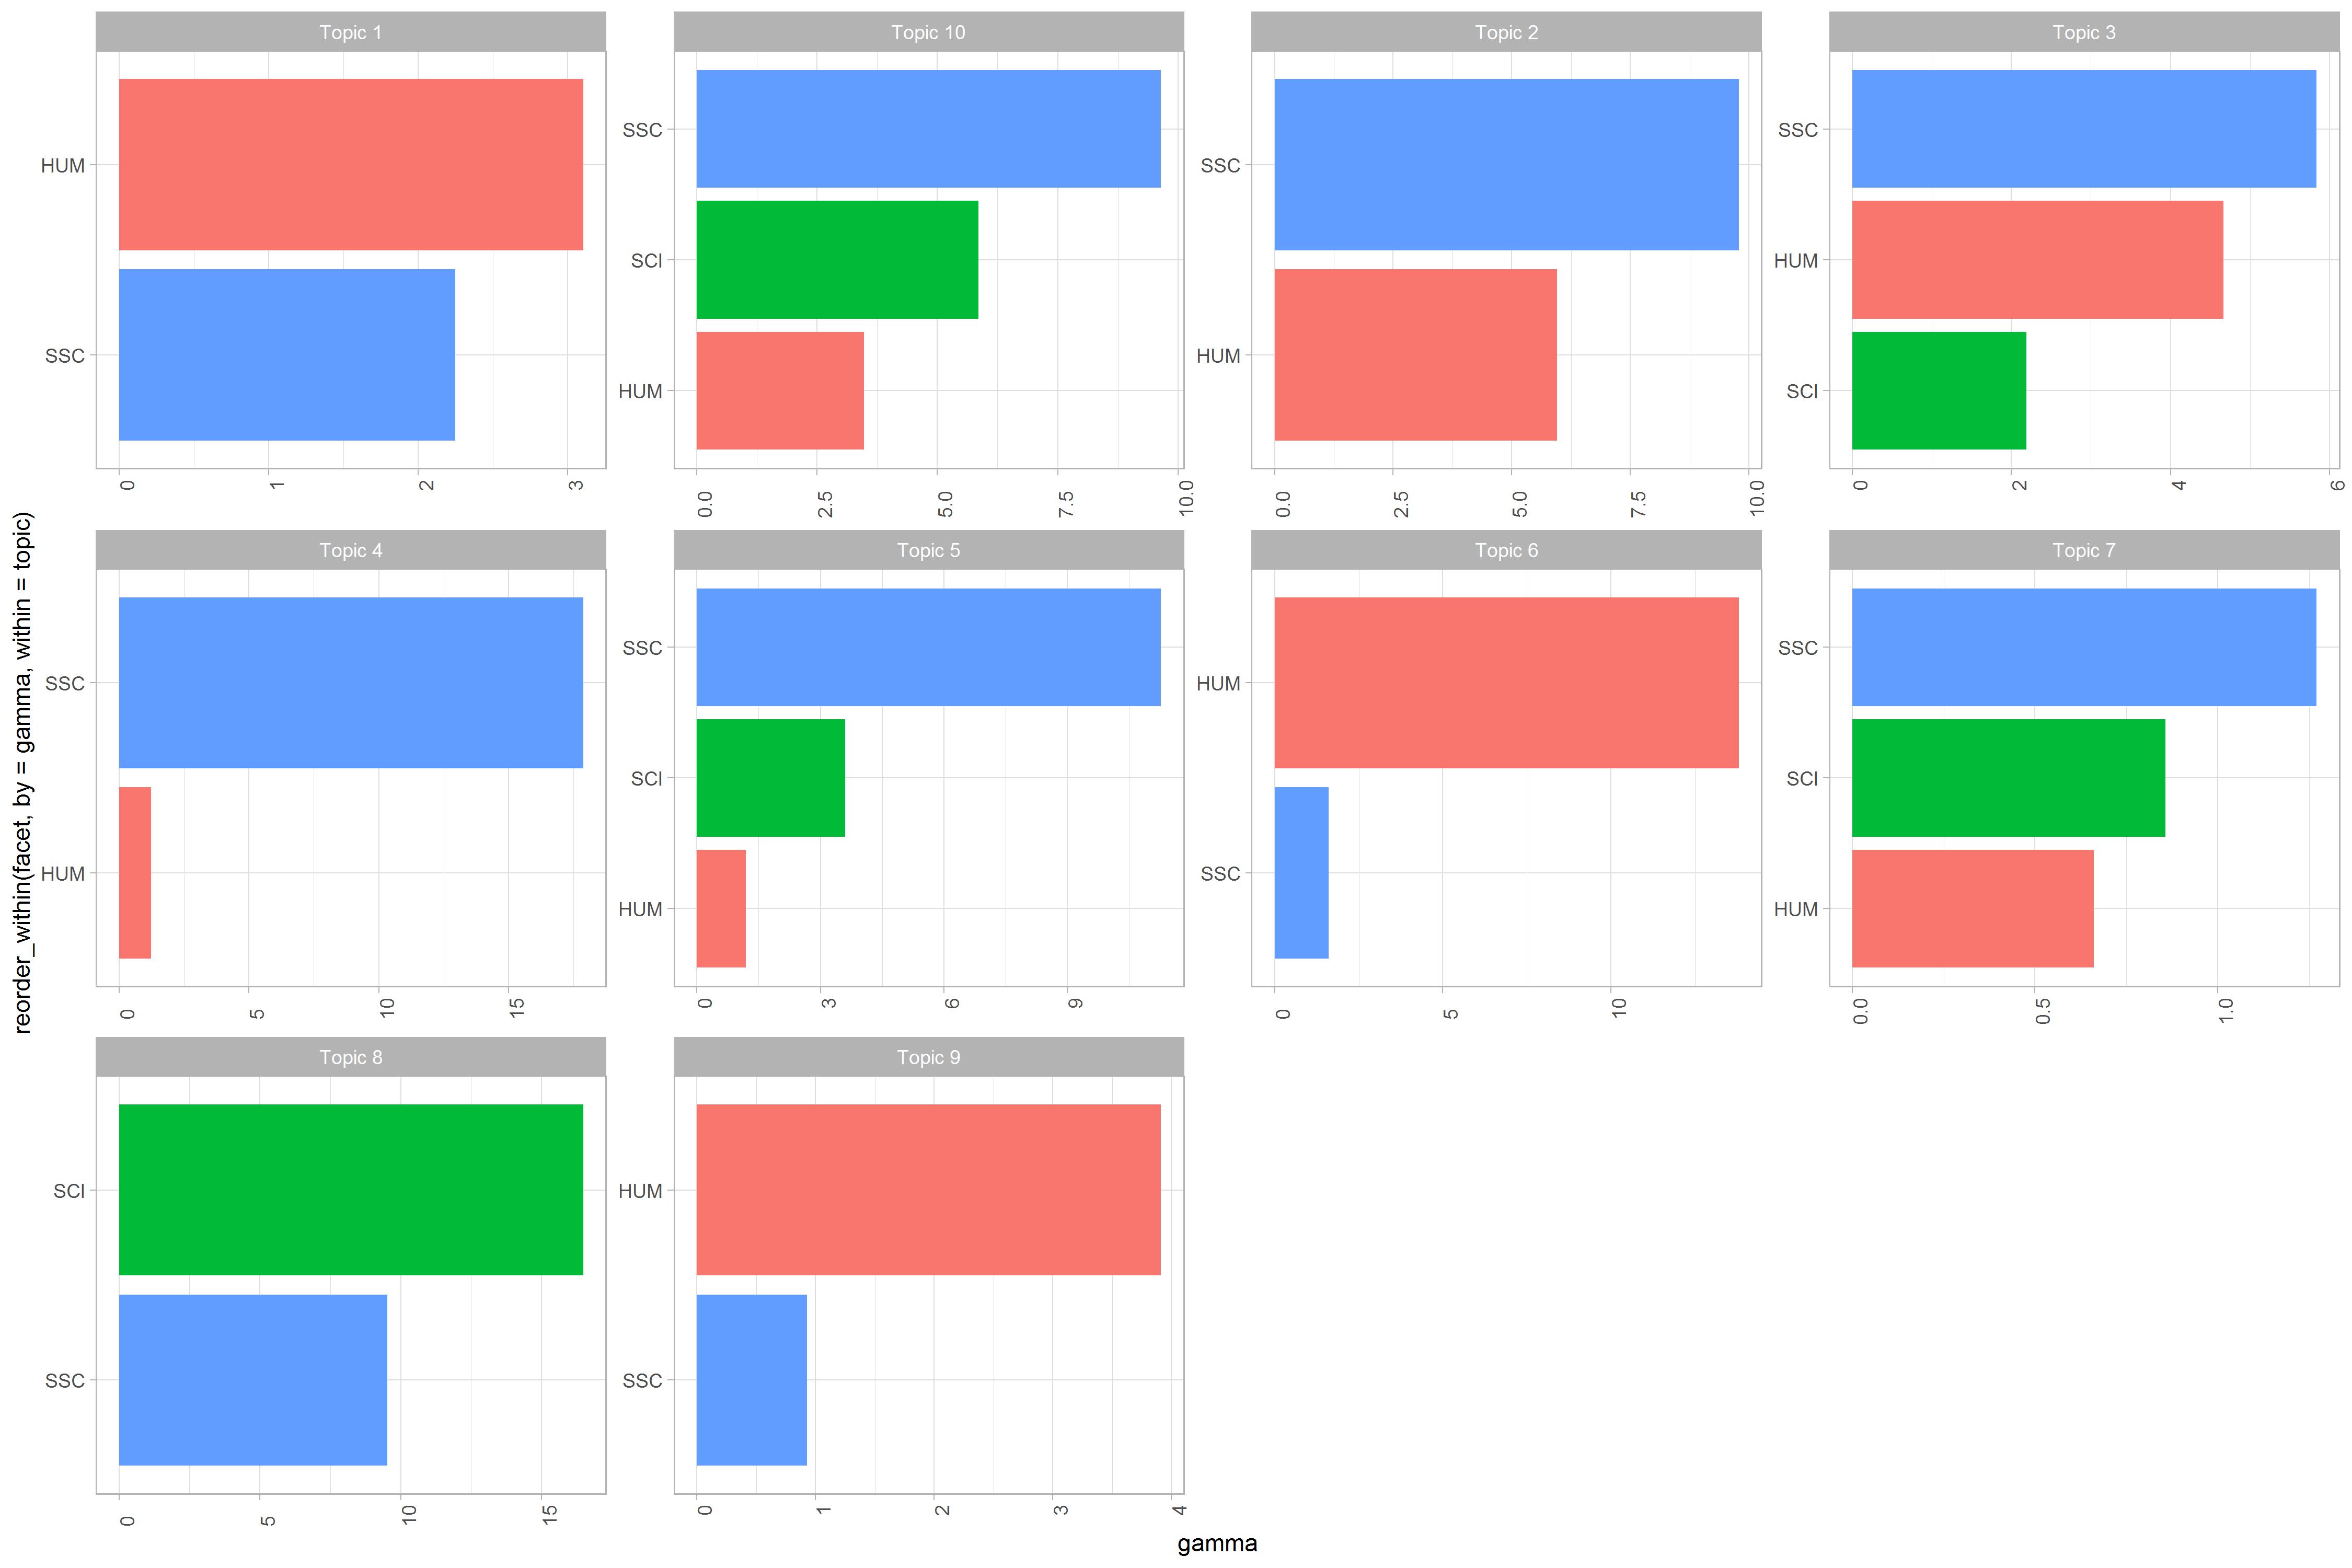 Topic 1
HUM
SSC
0 1 2 3
Topic 10
SSC
SCI
HUM
0.0 2.5 5.0 7.5 10.0
Topic 2
SSC
HUM
0.0 2.5 5.0 7.5 10.0
Topic 3
SSC
HUM
SCI
0 2 4 6
reorder_within(facet, by = gamma, within = topic)
Topic 4
SSC
HUM
0 5 10 15
Topic 5
SSC
SCI
HUM
0 3 6 9
Topic 6
HUM
SSC
0 5 10
Topic 7
SSC
SCI
HUM
0.0 0.5 1.0
Topic 8
SCI
SSC
0 5 10 15
Topic 9
HUM
SSC
0 1 2 3 4
gamma